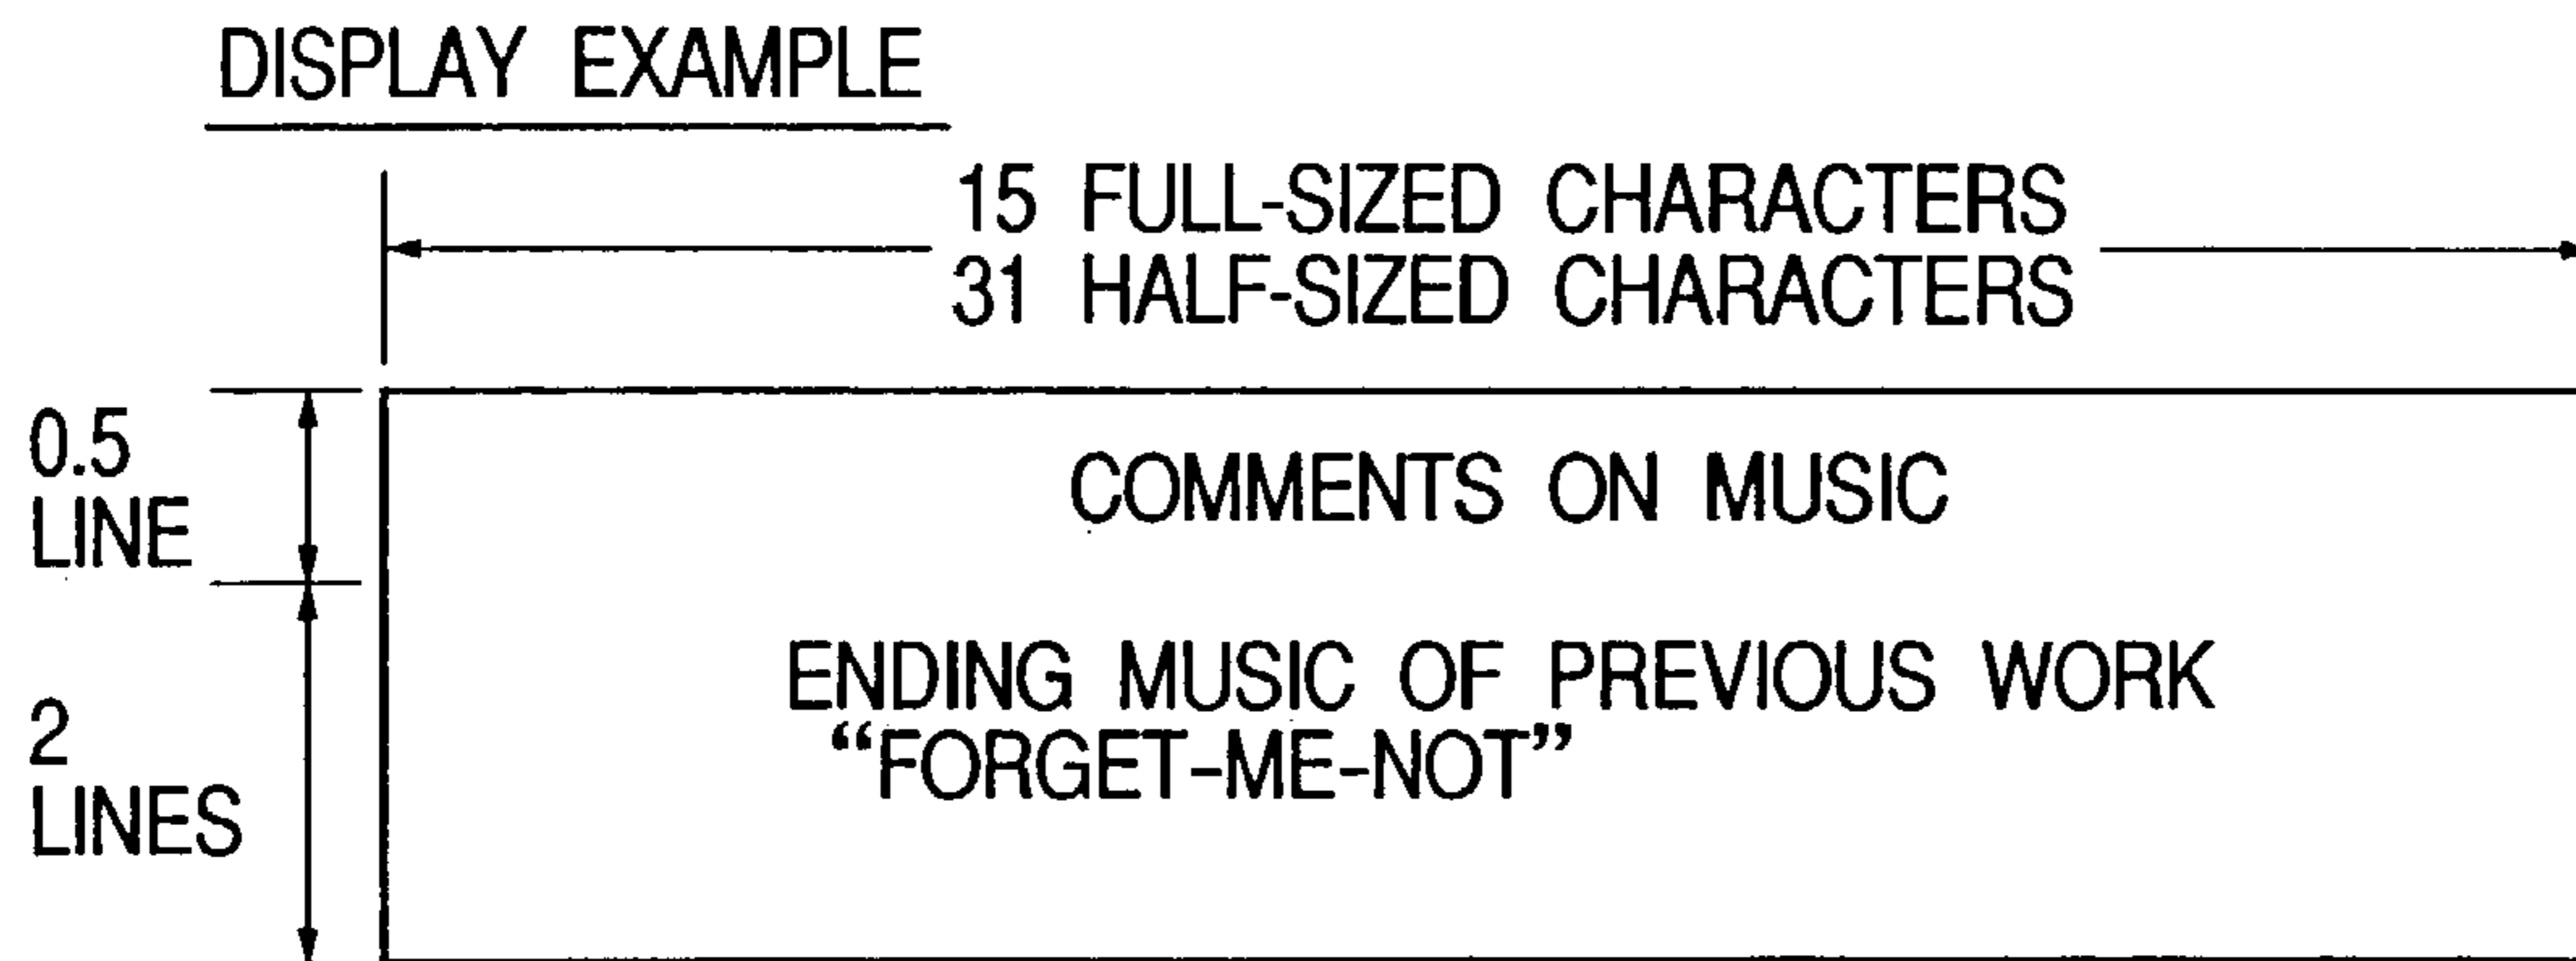 DISPLAY EXAMPLE
15 FULL-SIZED CHARACTERS
31 HALF-SIZED CHARACTERS
0.5
LINE
COMMENTS ON MUSIC
2
LINES
ENDING MUSIC OF PREVIOUS WORK
“FORGET-ME-NOT”